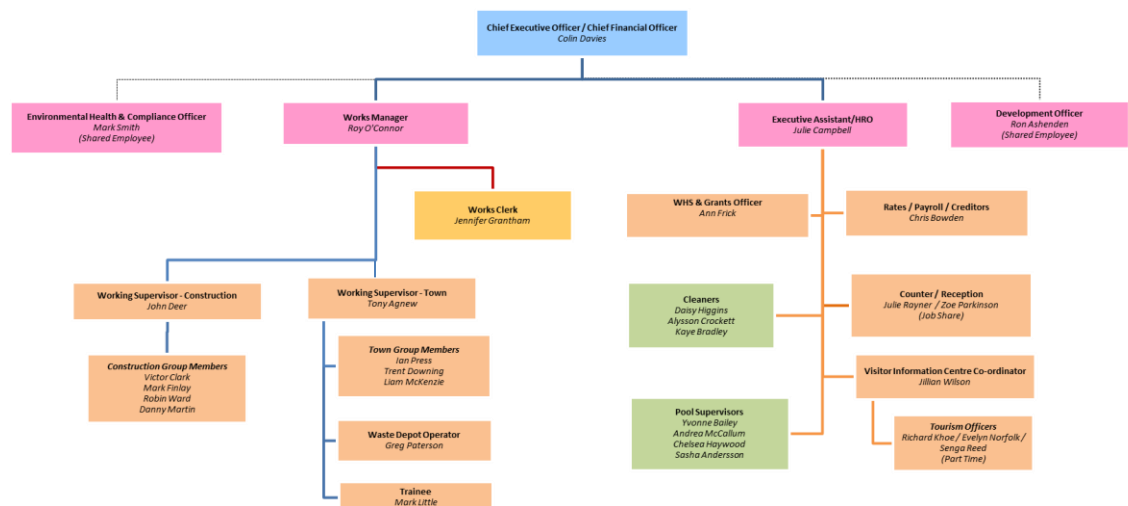 Chief Executive Officer / Chief Financial Officer
Colin Davies
Environmental Health & Compliance Officer
Mark Smith
(Shared Employee)
Works Manager
Roy O'Connor
Executive Assistant/HRO
Julie Campbell
Development Officer
Ron Ashenden
(Shared Employee)
Works Clerk
Jennifer Grantham
WHS & Grants Officer
Ann Frick
Rates / Payroll / Creditors
Chris Bowden
Working Supervisor - Construction
John Deer
Working Supervisor - Town
Tony Agnew
Cleaners
Daisy Higgins
Alysson Crockett
Kaye Bradley
Counter / Reception
Julie Rayner / Zoe Parkinson
(Job Share)
Construction Group Members
Victor Clark
Mark Finlay
Robin Ward
Danny Martin
Town Group Members
Ian Press
Trent Downing
Liam McKenzie
Visitor Information Centre Co-ordinator
Jillian Wilson
Waste Depot Operator
Greg Paterson
Pool Supervisors
Yvonne Bailey
Andrea McCallum
Chelsea Haywood
Sasha Andersson
Tourism Officers
Richard Khoe / Evelyn Norfolk /
Senga Reed
(Part Time)
Trainee
Mark Little